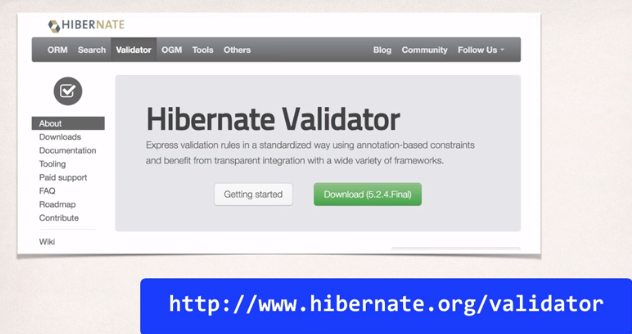 HIBERNATE
ORM Search Validator OGM Tools Others Blog Community Follow Us
About
Downloads
Documentation
Tooling
Paid support
FAQ
Roadmap
Contribute
Wiki
Hibernate Validator
Express validation rules in a standardized way using annotation-based constraints
and benefit from transparent integration with a wide variety of frameworks.
Getting started Download (5.2.4.Final)
http://www.hibernate.org/validator